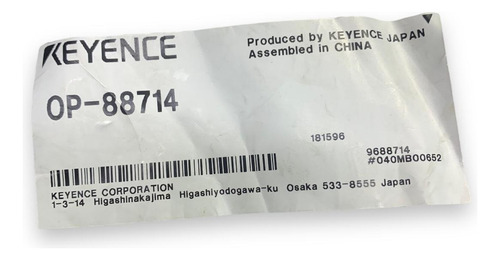 KEYENCE
Produced by KEYENCE JAPAN
Assembled in CHINA
OP-88714
181596
9688714
#040MB00652
KEYENCE CORPORATION
1-3-14 Higashinakajima Higashiyodogawa-ku Osaka 533-8555 Japan